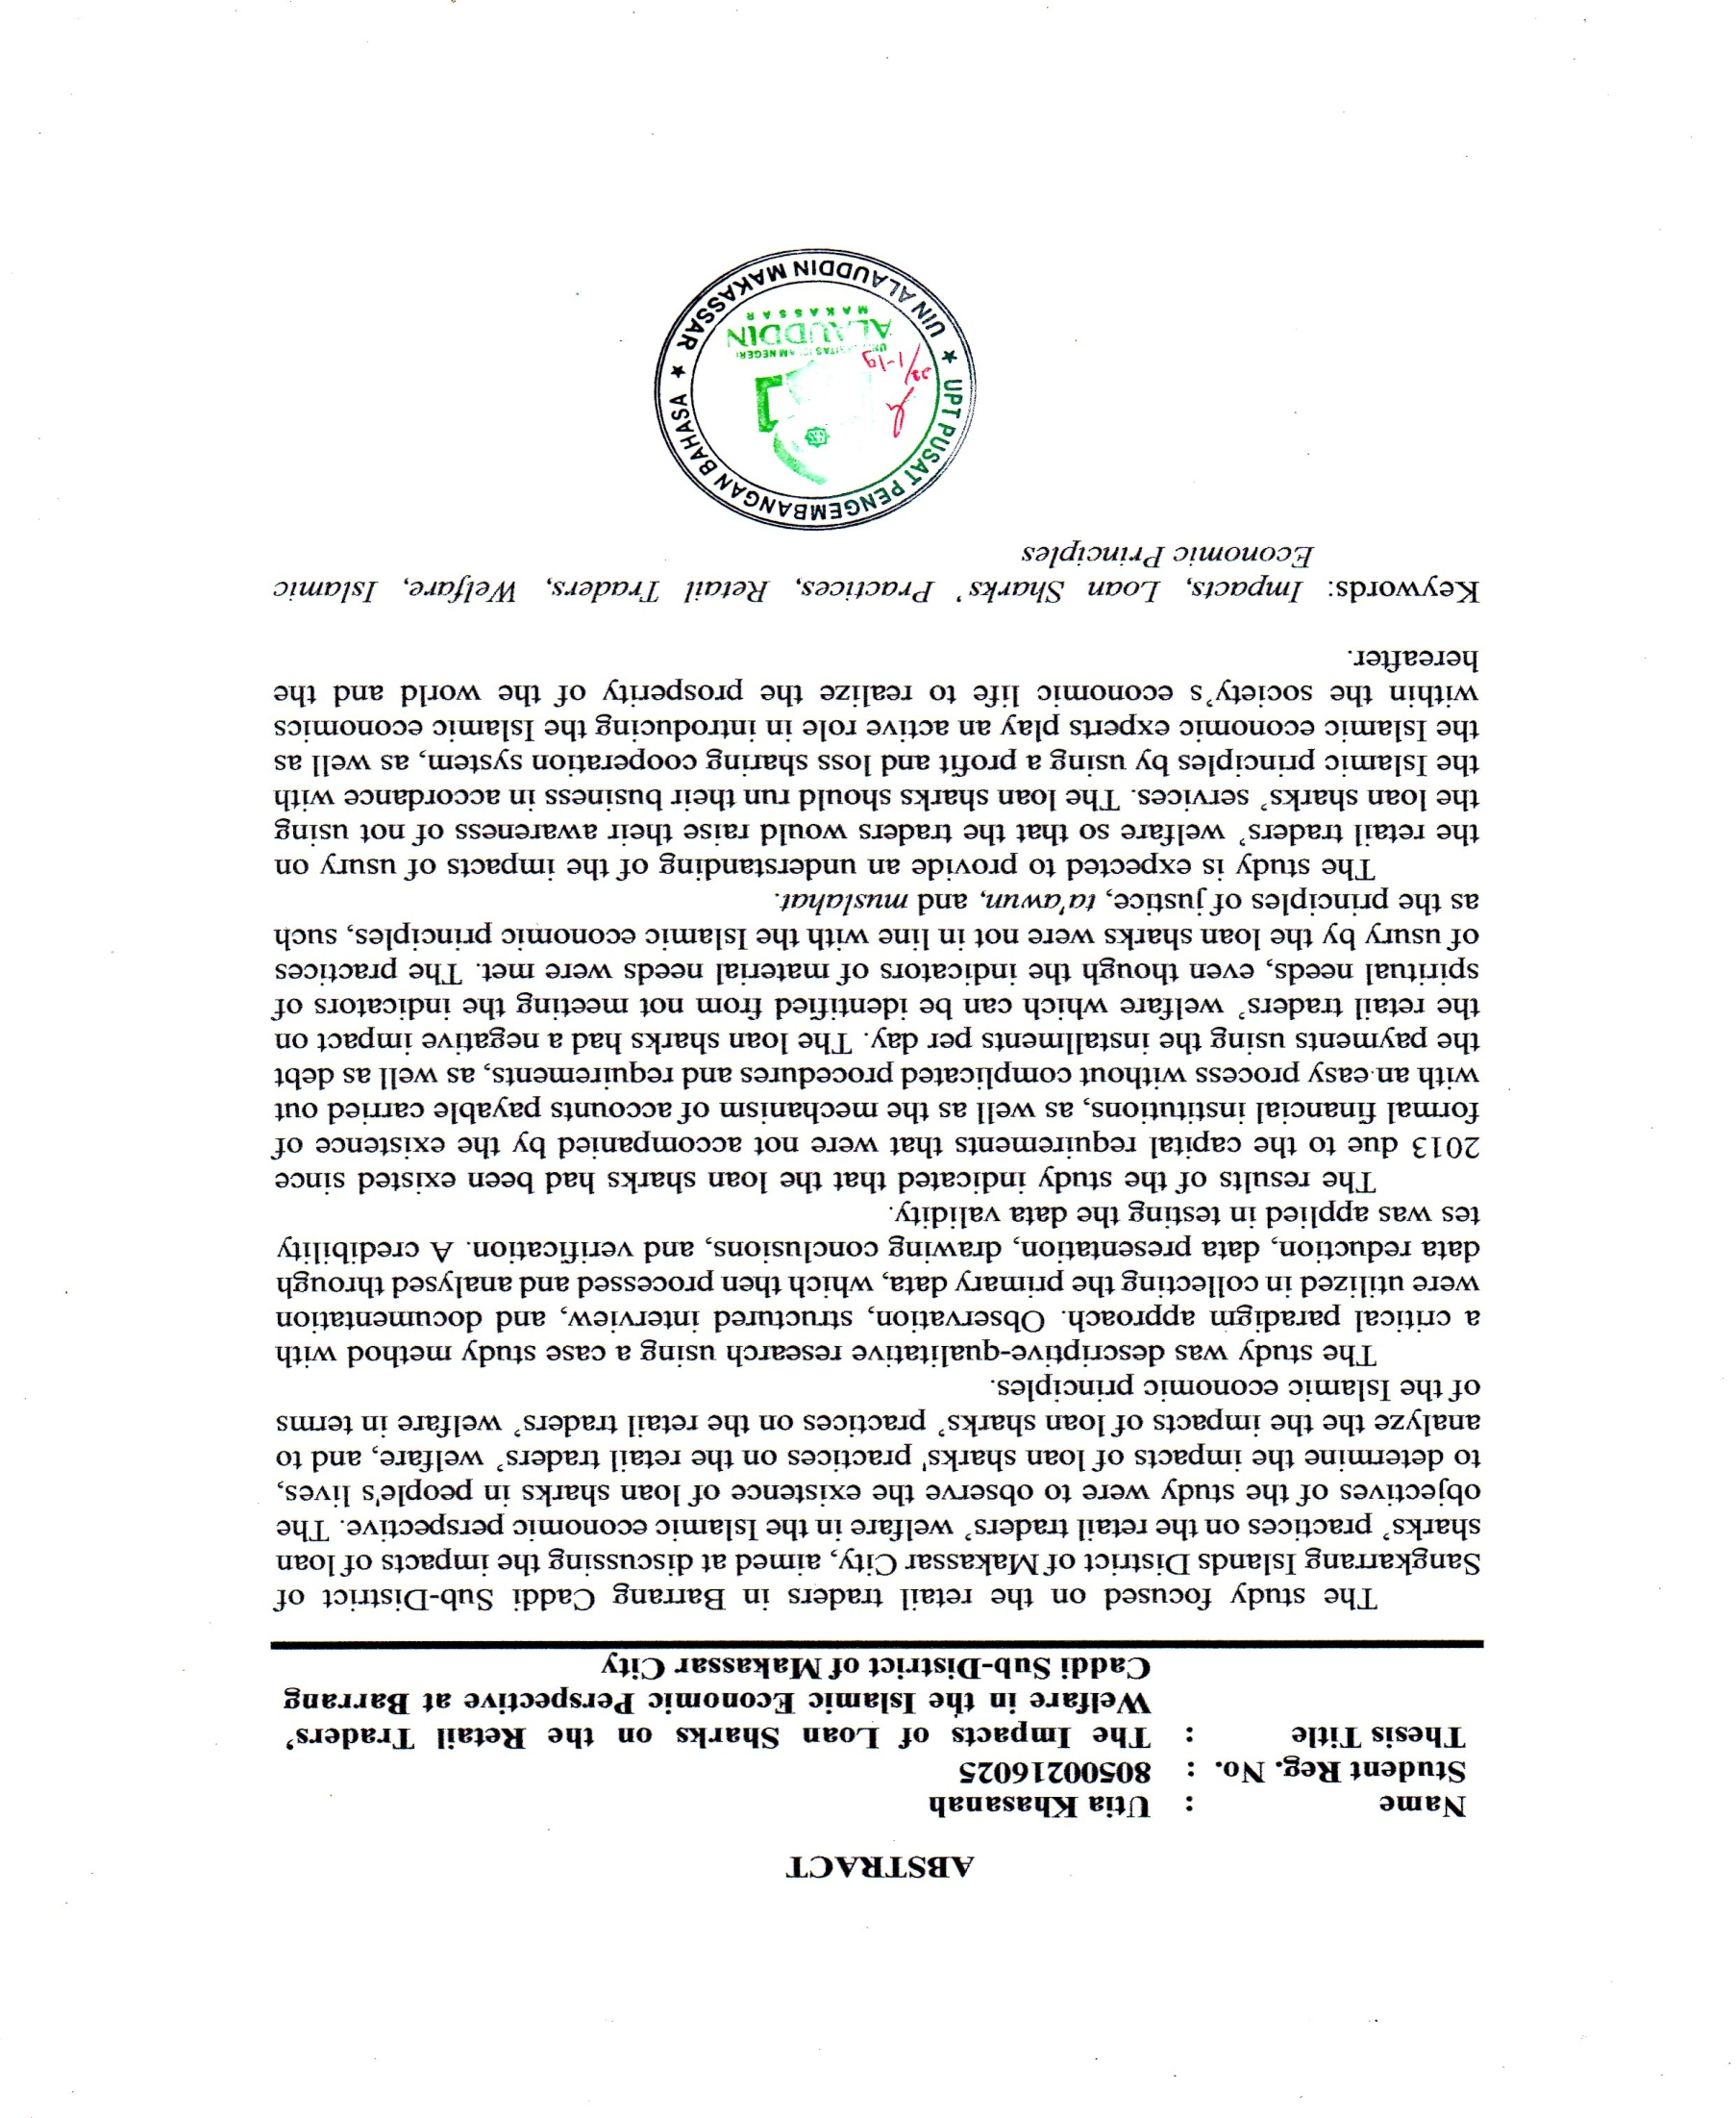 ABSTRACT
Name : Utia Khasanah
Student Reg. No. : 80500216025
Thesis Title : The Impacts of Loan Sharks on the Retail Traders’
Welfare in the Islamic Economic Perspective at Barrang
Caddi Sub-District of Makassar City
The study focused on the retail traders in Barrang Caddi Sub-District of
Sangkarrang Islands District of Makassar City, aimed at discussing the impacts of loan
sharks’ practices on the retail traders’ welfare in the Islamic economic perspective. The
objectives of the study were to observe the existence of loan sharks in people's lives,
to determine the impacts of loan sharks' practices on the retail traders’ welfare, and to
analyze the the impacts of loan sharks’ practices on the retail traders’ welfare in terms
of the Islamic economic principles.
The study was descriptive-qualitative research using a case study method with
a critical paradigm approach. Observation, structured interview, and documentation
were utilized in collecting the primary data, which then processed and analysed through
data reduction, data presentation, drawing conclusions, and verification. A credibility
tes was applied in testing the data validity.
The results of the study indicated that the loan sharks had been existed since
2013 due to the capital requirements that were not accompanied by the existence of
formal financial institutions, as well as the mechanism of accounts payable carried out
with an easy process without complicated procedures and requirements, as well as debt
the payments using the installments per day. The loan sharks had a negative impact on
the retail traders’ welfare which can be identified from not meeting the indicators of
spiritual needs, even though the indicators of material needs were met. The practices
of usury by the loan sharks were not in line with the Islamic economic principles, such
as the principles of justice, ta'awun, and muslahat.
The study is expected to provide an understanding of the impacts of usury on
the retail traders’ welfare so that the traders would raise their awareness of not using
the loan sharks’ services. The loan sharks should run their business in accordance with
the Islamic principles by using a profit and loss sharing cooperation system, as well as
the Islamic economic experts play an active role in introducing the Islamic economics
within the society’s economic life to realize the prosperity of the world and the
hereafter.
Keywords: Impacts, Loan Sharks’ Practices, Retail Traders, Welfare, Islamic
Economic Principles
UPT PUSAT PENGEMBANGAN BAHASA
UIN ALAUDDIN MAKASSAR
NEGERI
ALAUDDIN
MAKASSAR